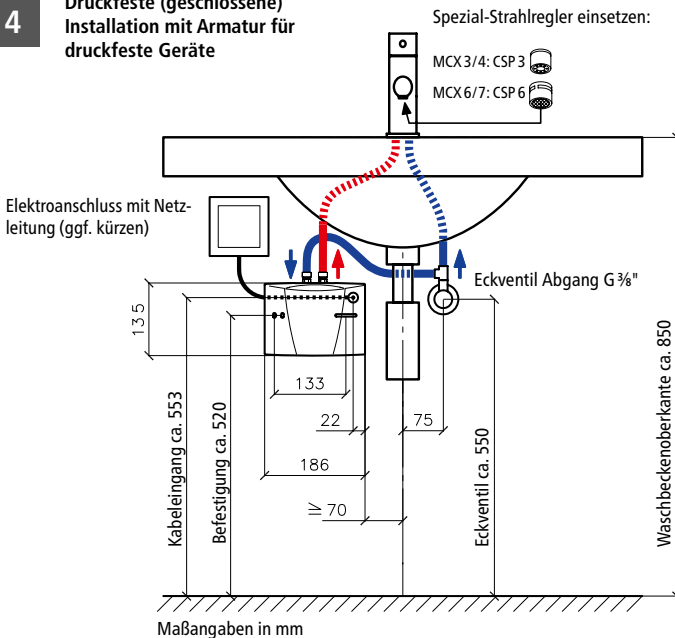 4
Druckfeste (geschlossene)
Installation mit Armatur für
druckfeste Geräte
Spezial-Strahlregler einsetzen:
MCX 3/4: CSP 3
MCX 6/7: CSP 6
Elektroanschluss mit Netz-
leitung (ggf. kürzen)
Eckventil Abgang G ⅜"
135
133
22
75
186
≥ 70
Kabeleingang ca. 553
Befestigung ca. 520
Eckventil ca. 550
Waschbeckenoberkante ca. 850
Maßangaben in mm